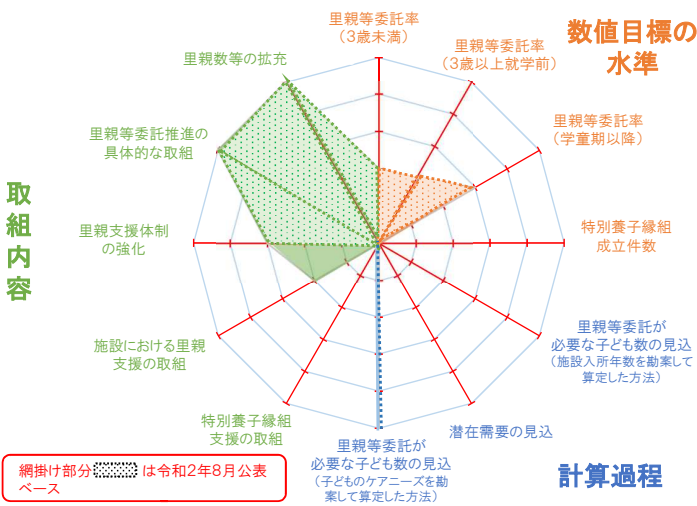 数値目標の
水準
里親等委託率
（3歳未満）
里親等委託率
（3歳以上就学前）
里親等委託率
（学童期以降）
特別養子縁組
成立件数
里親等委託が
必要な子ども数の見込
（施設入所年数を勘案して
算定した方法）
潜在需要の見込
計算過程
里親等委託が
必要な子ども数の見込
（子どものケアニーズを勘
案して算定した方法）
特別養子縁組
支援の取組
施設における里親
支援の取組
里親支援体制
の強化
里親等委託推進の
具体的な取組
里親数等の拡充
取組内容
網掛け部分 は令和2年8月公表
ベース